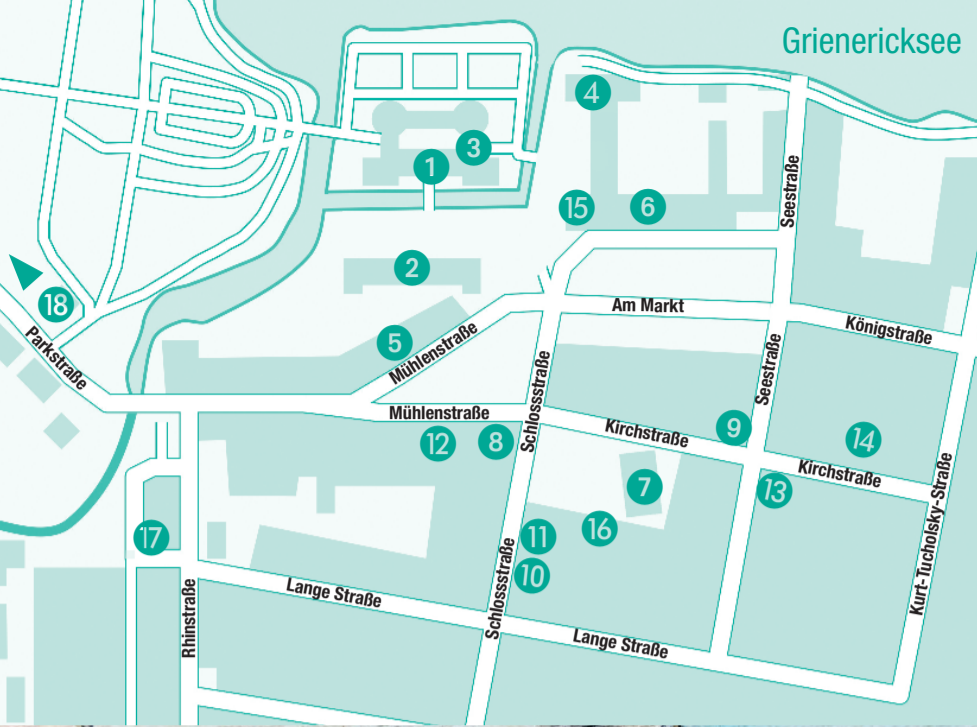 Grienericksee
4
3
1
Seestraße
15
6
2
18
Am Markt
Königstraße
Parkstraße
5
Mühlenstraße
Seestraße
Schlossstraße
Mühlenstraße
12
8
Kirchstraße
9
14
Kirchstraße
7
13
Kurt-Tucholsky-Straße
17
11
16
10
Schlossstraße
Lange Straße
Rhinstraße
Lange Straße